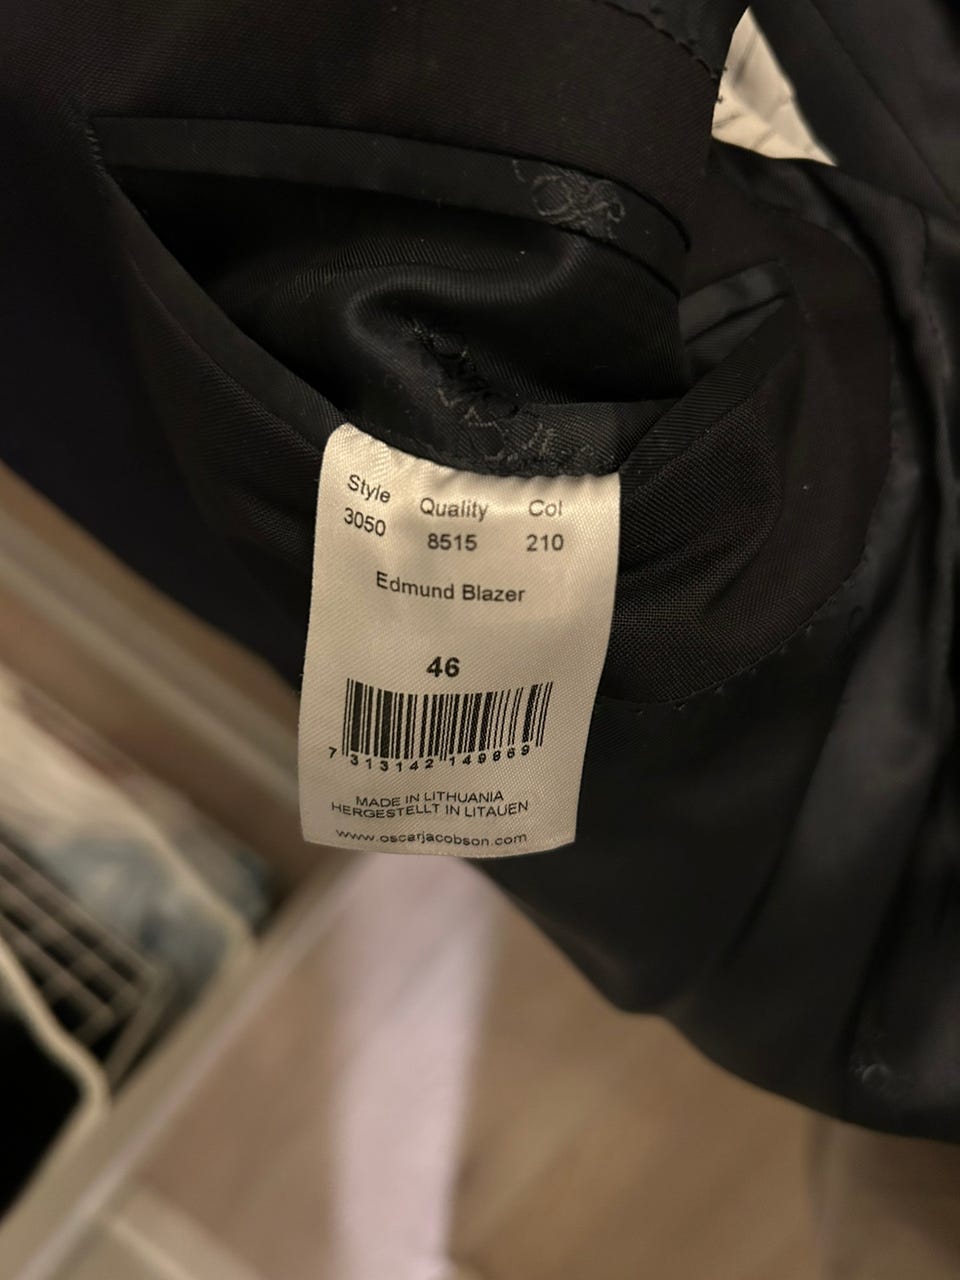 Style Quality Col
3050 8515 210
Edmund Blazer
46
7 313142 149869
MADE IN LITHUANIA
HERGESTELLT IN LITAUEN
www.oscarjacobson.com